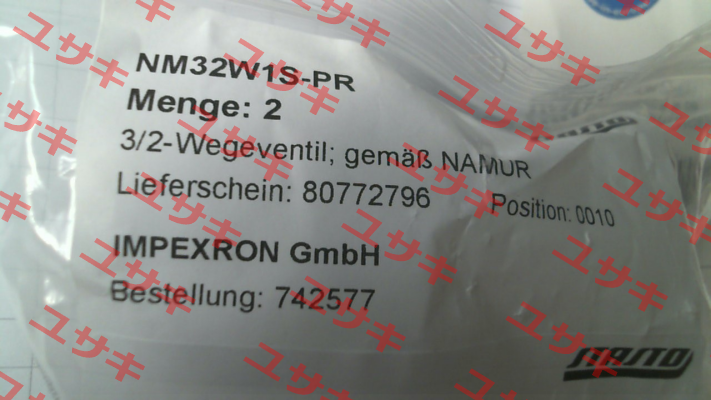 NM32W1S-PR
Menge: 2
3/2-Wegeventil; gemäß NAMUR
Lieferschein: 80772796 Position: 0010
IMPEXRON GmbH
Bestellung: 742577
STASTO
ユサキ